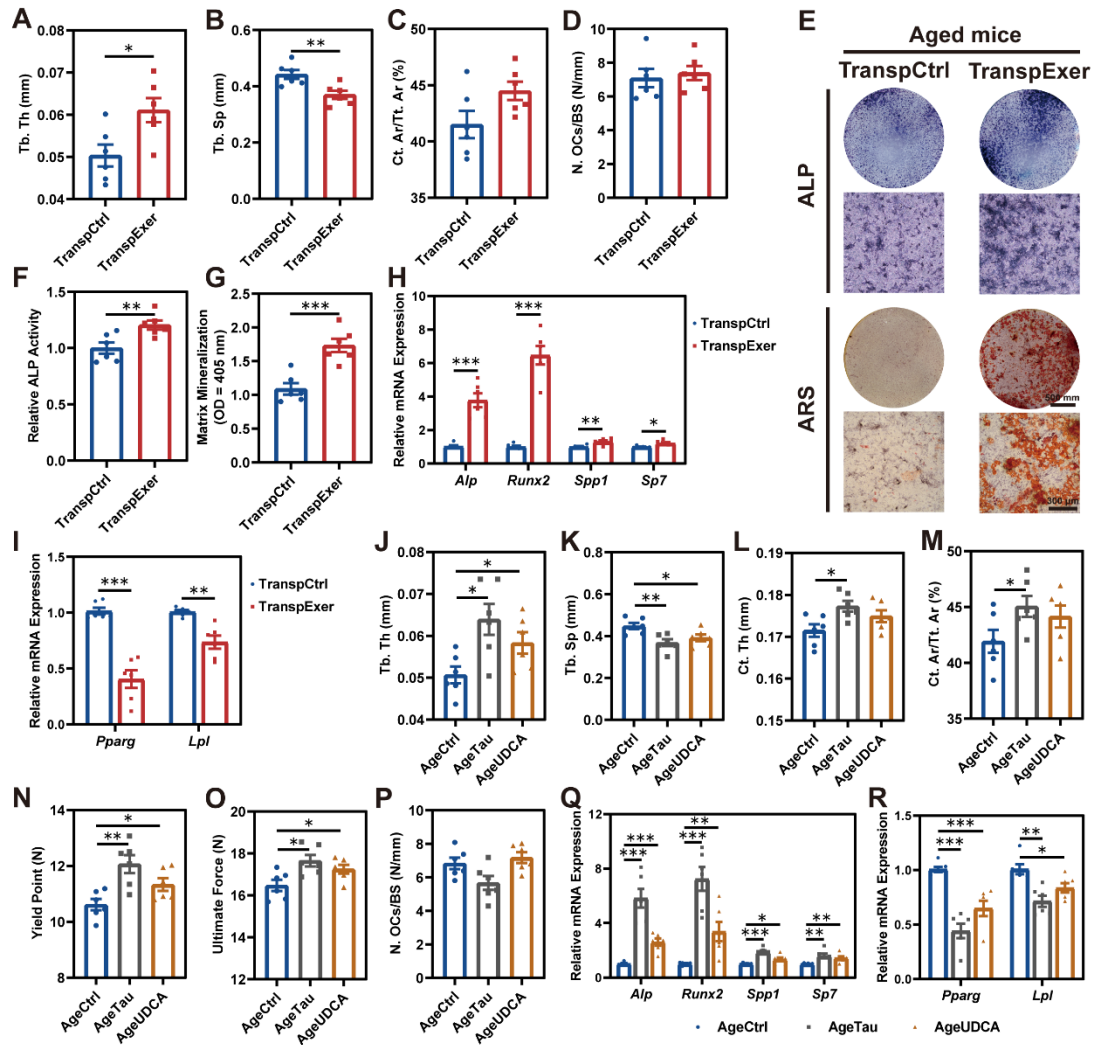 A
Tb. Th (mm)
0.07
0.06
0.05
0.04
*
TranspCtrl
TranspExer
B
Tb. Sp (mm)
0.6
0.4
0.2
0.0
**
TranspCtrl
TranspExer
C
Ct. Ar/Tt. Ar (%)
50
45
40
35
TranspCtrl
TranspExer
D
N. OCs/BS (N/mm)
10
8
6
4
2
0
TranspCtrl
TranspExer
E
Aged mice
TranspCtrl TranspExer
ALP
ARS
500 mm
300 µm
F
Relative ALP Activity
1.5
1.0
0.5
0.0
**
TranspCtrl
TranspExer
G
Matrix Mineralization
(OD = 405 nm)
2.5
2.0
1.5
1.0
0.5
0.0
***
TranspCtrl
TranspExer
H
Relative mRNA Expression
10
8
6
4
2
0
***
***
**
*
Alp Runx2 Spp1 Sp7
TranspCtrl
TranspExer
I
Relative mRNA Expression
1.5
1.0
0.5
0.0
***
**
Pparg Lpl
TranspCtrl
TranspExer
J
Tb. Th (mm)
0.08
0.07
0.06
0.05
0.04
*
*
AgeCtrl
AgeTau
AgeUDCA
K
Tb. Sp (mm)
0.8
0.6
0.4
0.2
0.0
*
**
AgeCtrl
AgeTau
AgeUDCA
L
Ct. Th (mm)
0.19
0.18
0.17
0.16
0.15
*
AgeCtrl
AgeTau
AgeUDCA
M
Ct. Ar/Tt. Ar (%)
50
45
40
35
*
AgeCtrl
AgeTau
AgeUDCA
N
Yield Point (N)
14
12
10
8
*
**
AgeCtrl
AgeTau
AgeUDCA
O
Ultimate Force (N)
20
18
16
14
12
*
*
AgeCtrl
AgeTau
AgeUDCA
P
N. OCs/BS (N/mm)
10
8
6
4
2
0
AgeCtrl
AgeTau
AgeUDCA
Q
Relative mRNA Expression
12
9
6
3
0
***
***
**
***
*
***
**
**
Alp Runx2 Spp1 Sp7
R
Relative mRNA Expression
1.5
1.0
0.5
0.0
***
***
**
*
Pparg Lpl
AgeCtrl AgeTau AgeUDCA